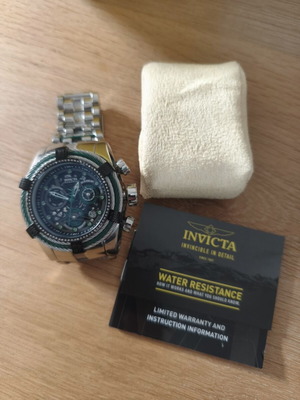 INVICTA
INVINCIBLE IN DETAIL
WATER RESISTANCE
HOW IT WORKS AND WHAT YOU SHOULD KNOW
LIMITED WARRANTY AND
INSTRUCTION INFORMATION